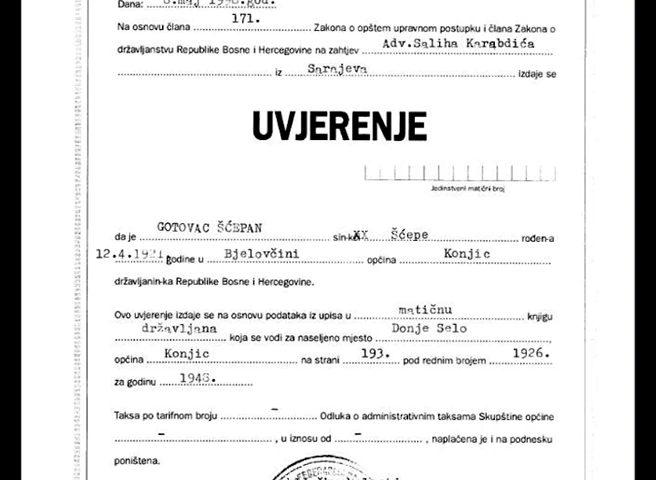 Dana: 8.maj 1998.god.
171.
Na osnovu člana Zakona o opštem upravnom postupku i člana Zakona o
državljanstvu Republike Bosne i Hercegovine na zahtjev Adv.Saliha Karabdića
iz Sarajeva izdaje se
UVJERENJE
Jedinstveni matični broj
da je GOTOVAC ŠĆEPAN sin-kćXX Šćepe rođen-a
12.4.1921 godine u Bjelovčini općina Konjic
državljanin-ka Republike Bosne i Hercegovine.
Ovo uvjerenje izdaje se na osnovu podataka iz upisa u matičnu knjigu
državljana koja se vodi za naseljeno mjesto Donje Selo
općina Konjic na strani 193. pod rednim brojem 1926.
za godinu 1948.
Taksa po tarifnom broju – Odluka o administrativnim taksama Skupštine općine
– , u iznosu od – , naplaćena je i na podnesku
poništena.